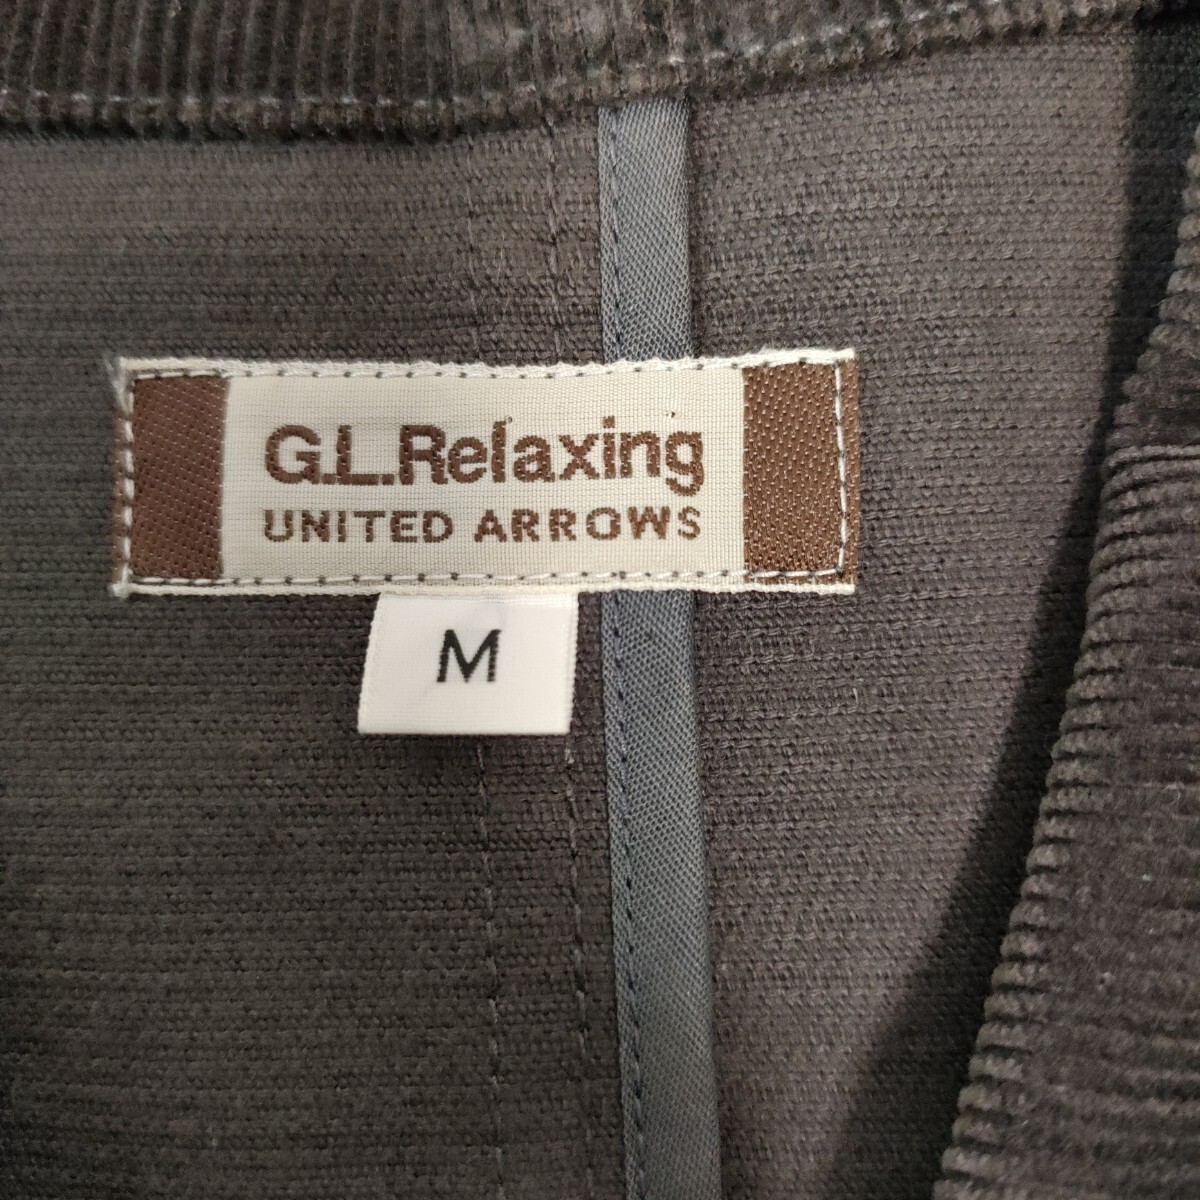 G.L.Relaxing
UNITED ARROWS
M